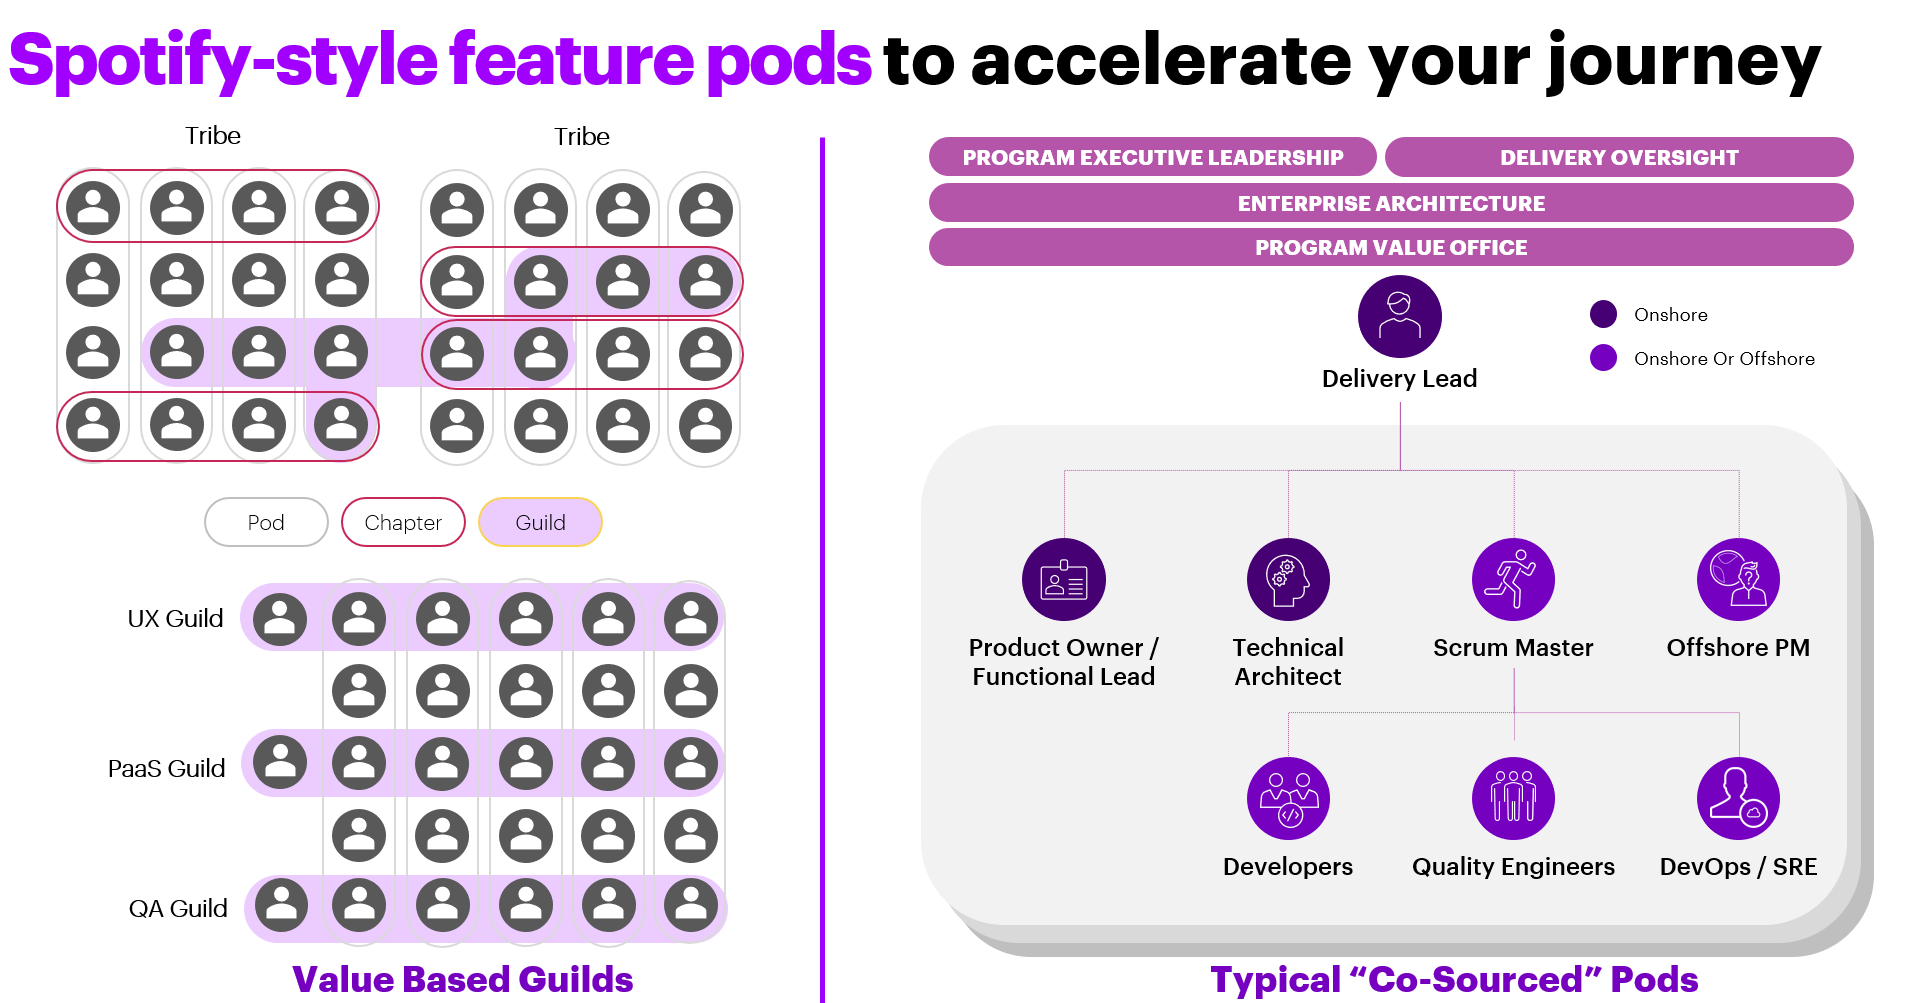 Spotify-style feature pods to accelerate your journey
Tribe
Tribe
Pod
Chapter
Guild
UX Guild
PaaS Guild
QA Guild
Value Based Guilds
PROGRAM EXECUTIVE LEADERSHIP
DELIVERY OVERSIGHT
ENTERPRISE ARCHITECTURE
PROGRAM VALUE OFFICE
Delivery Lead
Onshore
Onshore Or Offshore
Product Owner /
Functional Lead
Technical
Architect
Scrum Master
Offshore PM
Developers
Quality Engineers
DevOps / SRE
Typical “Co-Sourced” Pods